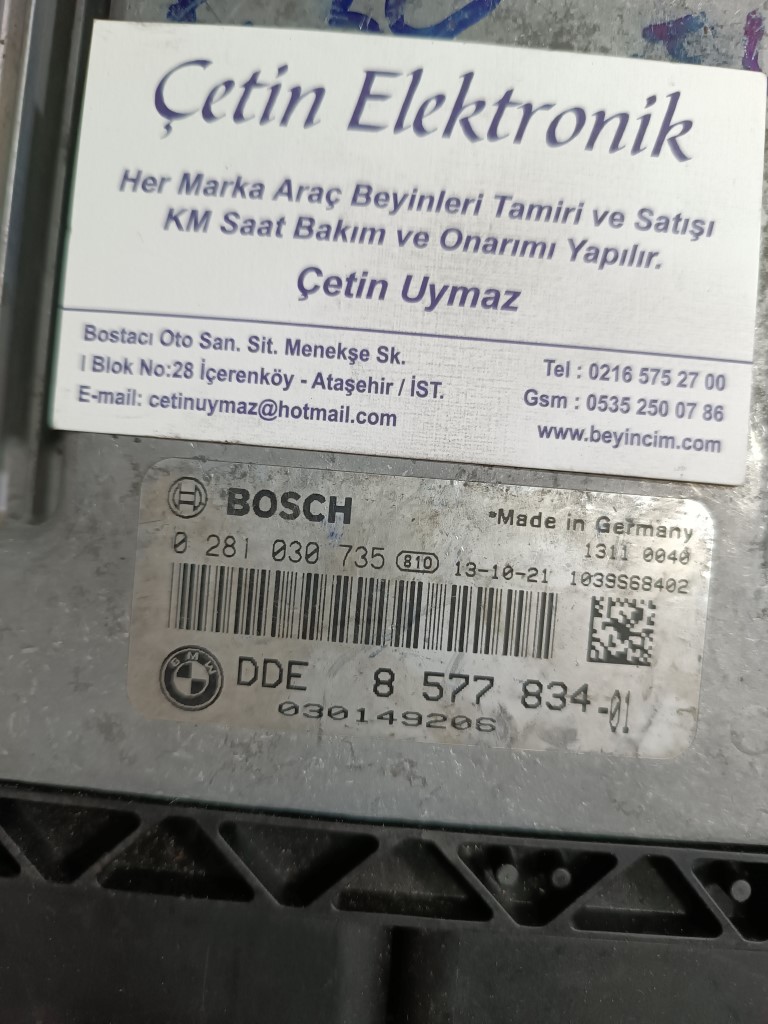 Çetin Elektronik
Her Marka Araç Beyinleri Tamiri ve Satışı
KM Saat Bakım ve Onarımı Yapılır.
Çetin Uymaz
Bostacı Oto San. Sit. Menekşe Sk.
I Blok No:28 İçerenköy - Ataşehir / İST.
E-mail: cetinuymaz@hotmail.com
Tel : 0216 575 27 00
Gsm : 0535 250 07 86
www.beyincim.com
BOSCH
Made in Germany
1311 0040
0 281 030 735 810 13-10-21 1039S68402
BMW
DDE 8 577 834-01
030149206